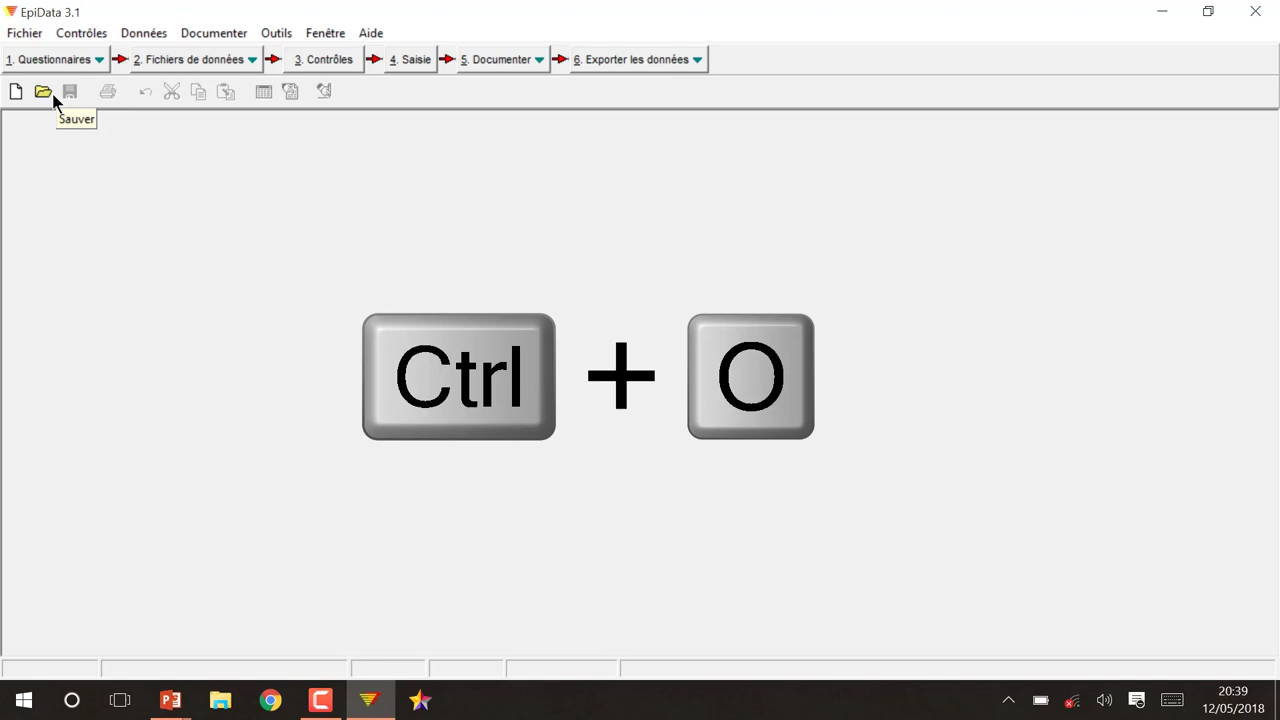 EpiData 3.1
Fichier Contrôles Données Documenter Outils Fenêtre Aide
1. Questionnaires 2. Fichiers de données 3. Contrôles 4. Saisie 5. Documenter 6. Exporter les données
Sauver
Ctrl + O
20:39
12/05/2018